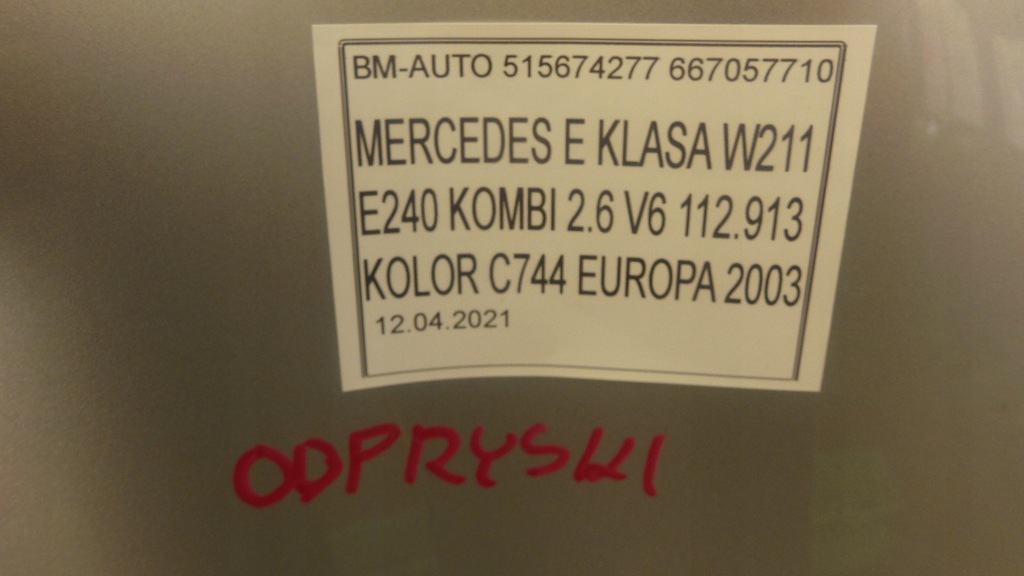 BM-AUTO 515674277 667057710
MERCEDES E KLASA W211
E240 KOMBI 2.6 V6 112.913
KOLOR C744 EUROPA 2003
12.04.2021
ODPRYSKI